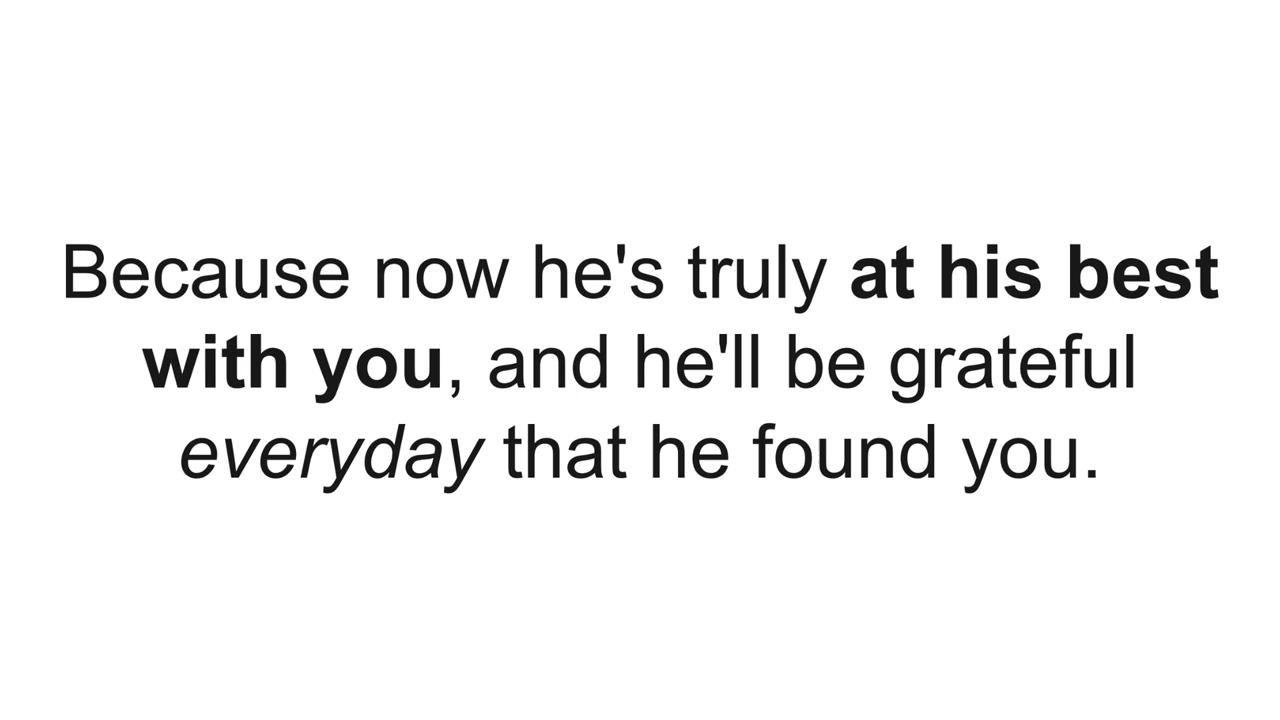 Because now he's truly at his best
with you, and he'll be grateful
everyday that he found you.